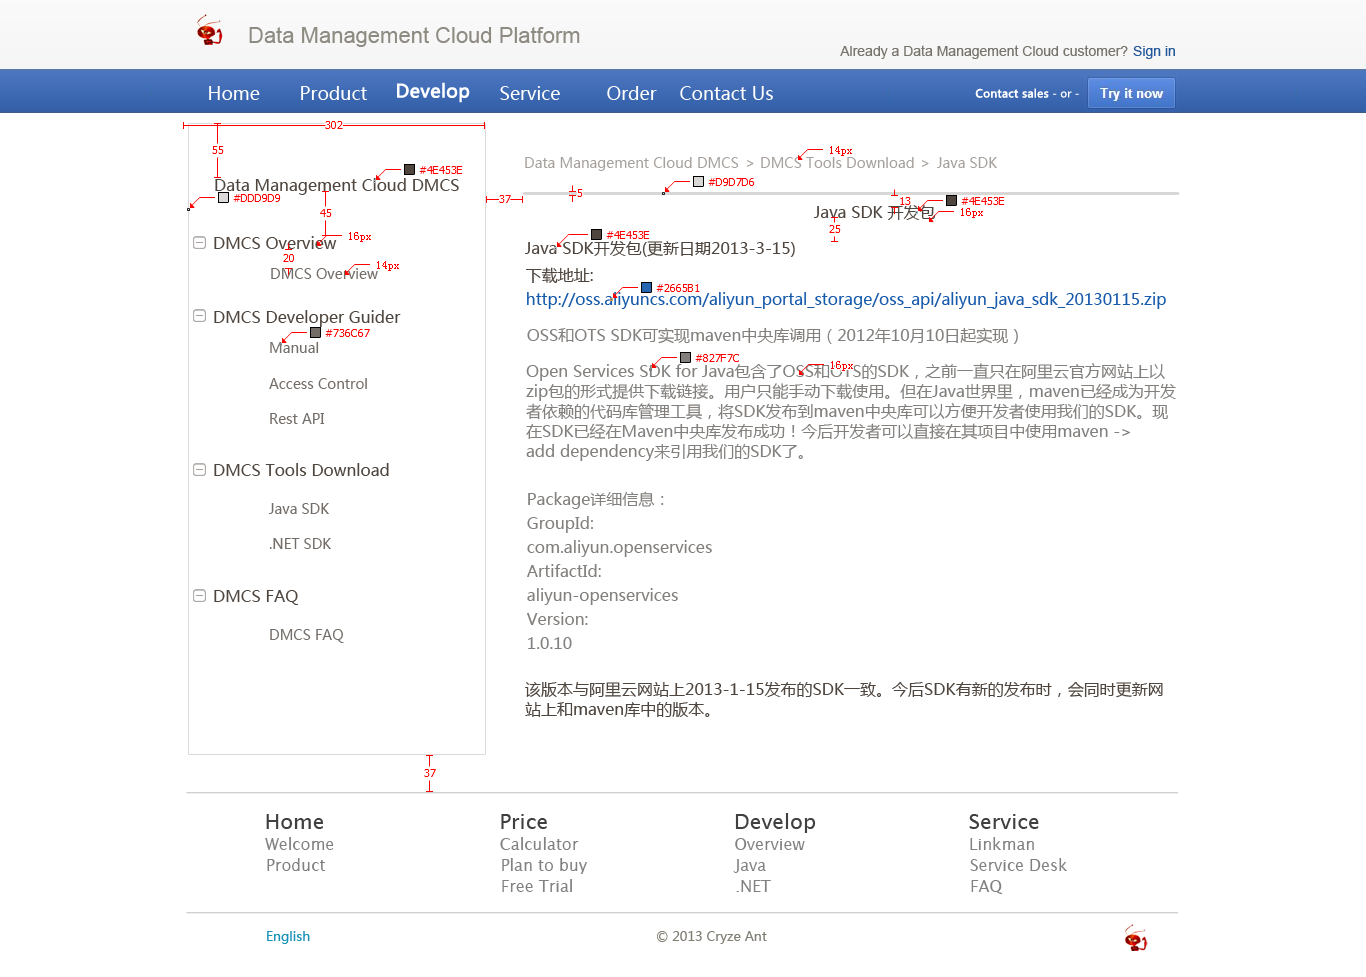 Data Management Cloud Platform
Already a Data Management Cloud customer? Sign in
Home Product Develop Service Order Contact Us Contact sales - or - Try it now
302
55
#4E453E
Data Management Cloud DMCS
#DDD9D9
45
16px
DMCS Overview
20
14px
DMCS Overview
DMCS Developer Guider
#736C67
Manual
Access Control
Rest API
DMCS Tools Download
Java SDK
.NET SDK
DMCS FAQ
DMCS FAQ
37
14px
Data Management Cloud DMCS > DMCS Tools Download > Java SDK
#D9D7D6
37
5
13
#4E453E
Java SDK 开发包
16px
25
#4E453E
Java SDK开发包(更新日期2013-3-15)
下载地址:
#2665B1
http://oss.aliyuncs.com/aliyun_portal_storage/oss_api/aliyun_java_sdk_20130115.zip
OSS和OTS SDK可实现maven中央库调用（2012年10月10日起实现）
#827F7C
16px
Open Services SDK for Java包含了OSS和OTS的SDK，之前一直只在阿里云官方网站上以
zip包的形式提供下载链接。用户只能手动下载使用。但在Java世界里，maven已经成为开发
者依赖的代码库管理工具，将SDK发布到maven中央库可以方便开发者使用我们的SDK。现
在SDK已经在Maven中央库发布成功！今后开发者可以直接在其项目中使用maven ->
add dependency来引用我们的SDK了。
Package详细信息：
GroupId:
com.aliyun.openservices
ArtifactId:
aliyun-openservices
Version:
1.0.10
该版本与阿里云网站上2013-1-15发布的SDK一致。今后SDK有新的发布时，会同时更新网
站上和maven库中的版本。
Home Price Develop Service
Welcome Calculator Overview Linkman
Product Plan to buy Java Service Desk
Free Trial .NET FAQ
English © 2013 Cryze Ant